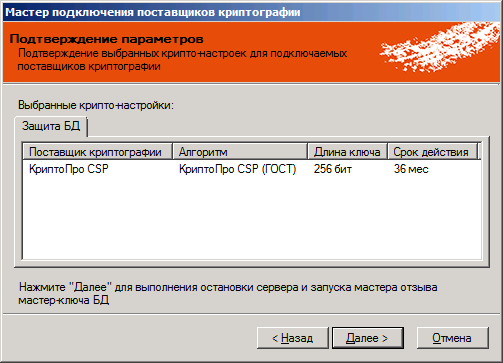 Мастер подключения поставщиков криптографии
Подтверждение параметров
Подтверждение выбранных крипто-настроек для подключаемых
поставщиков криптографии
Выбранные крипто-настройки:
Защита БД
Поставщик криптографии Алгоритм Длина ключа Срок действия
КриптоПро CSP КриптоПро CSP (ГОСТ) 256 бит 36 мес
Нажмите "Далее" для выполнения остановки сервера и запуска мастера отзыва
мастер-ключа БД
< Назад Далее > Отмена